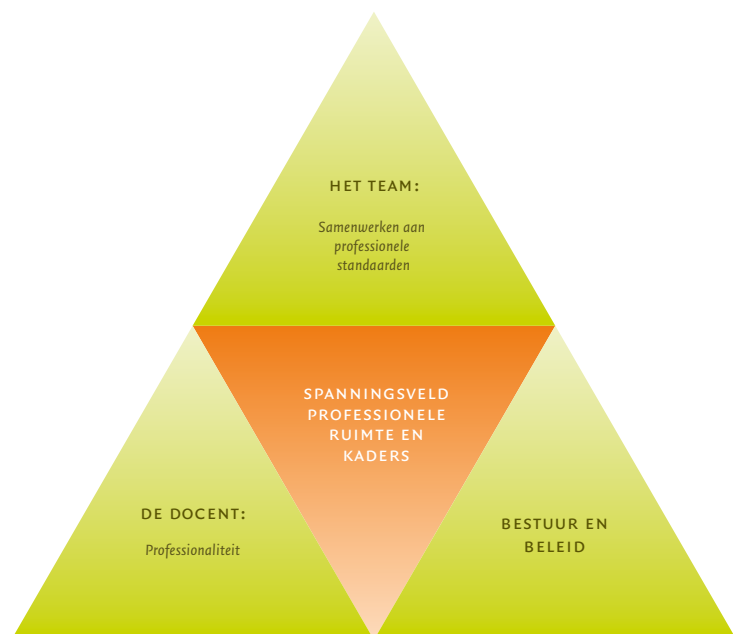 HET TEAM:
Samenwerken aan
professionele
standaarden
SPANNINGSVELD
PROFESSIONELE
RUIMTE EN
KADERS
DE DOCENT:
Professionaliteit
BESTUUR EN
BELEID